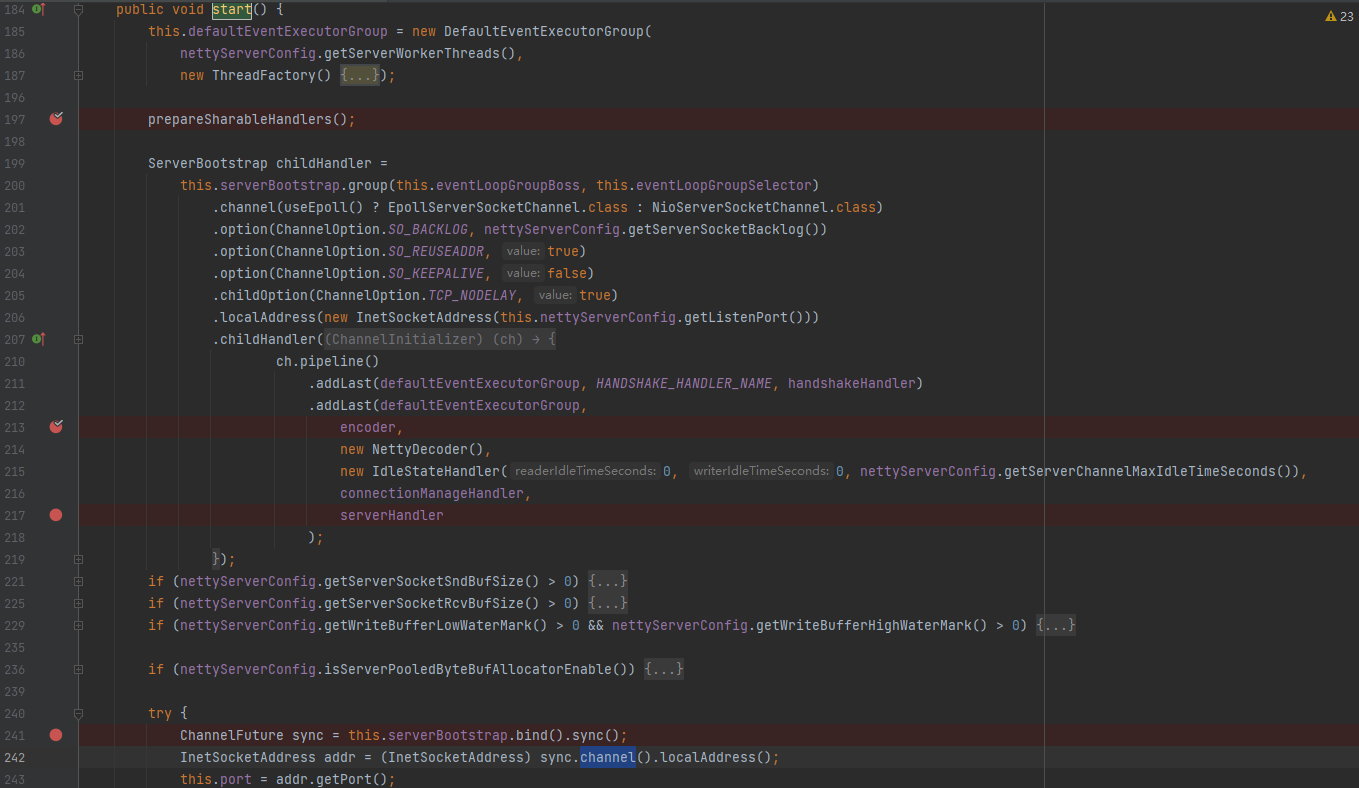 23
184 public void start() {
185 this.defaultEventExecutorGroup = new DefaultEventExecutorGroup(
186 nettyServerConfig.getServerWorkerThreads(),
187 new ThreadFactory() {...});
196
197 prepareSharableHandlers();
198
199 ServerBootstrap childHandler =
200 this.serverBootstrap.group(this.eventLoopGroupBoss, this.eventLoopGroupSelector)
201 .channel(useEpoll() ? EpollServerSocketChannel.class : NioServerSocketChannel.class)
202 .option(ChannelOption.SO_BACKLOG, nettyServerConfig.getServerSocketBacklog())
203 .option(ChannelOption.SO_REUSEADDR, value: true)
204 .option(ChannelOption.SO_KEEPALIVE, value: false)
205 .childOption(ChannelOption.TCP_NODELAY, value: true)
206 .localAddress(new InetSocketAddress(this.nettyServerConfig.getListenPort()))
207 .childHandler((ChannelInitializer) (ch) → {
210 ch.pipeline()
211 .addLast(defaultEventExecutorGroup, HANDSHAKE_HANDLER_NAME, handshakeHandler)
212 .addLast(defaultEventExecutorGroup,
213 encoder,
214 new NettyDecoder(),
215 new IdleStateHandler( readerIdleTimeSeconds: 0, writerIdleTimeSeconds: 0, nettyServerConfig.getServerChannelMaxIdleTimeSeconds()),
216 connectionManageHandler,
217 serverHandler
218 );
219 });
221 if (nettyServerConfig.getServerSocketSndBufSize() > 0) {...}
225 if (nettyServerConfig.getServerSocketRcvBufSize() > 0) {...}
229 if (nettyServerConfig.getWriteBufferLowWaterMark() > 0 && nettyServerConfig.getWriteBufferHighWaterMark() > 0) {...}
235
236 if (nettyServerConfig.isServerPooledByteBufAllocatorEnable()) {...}
239
240 try {
241 ChannelFuture sync = this.serverBootstrap.bind().sync();
242 InetSocketAddress addr = (InetSocketAddress) sync.channel().localAddress();
243 this.port = addr.getPort();